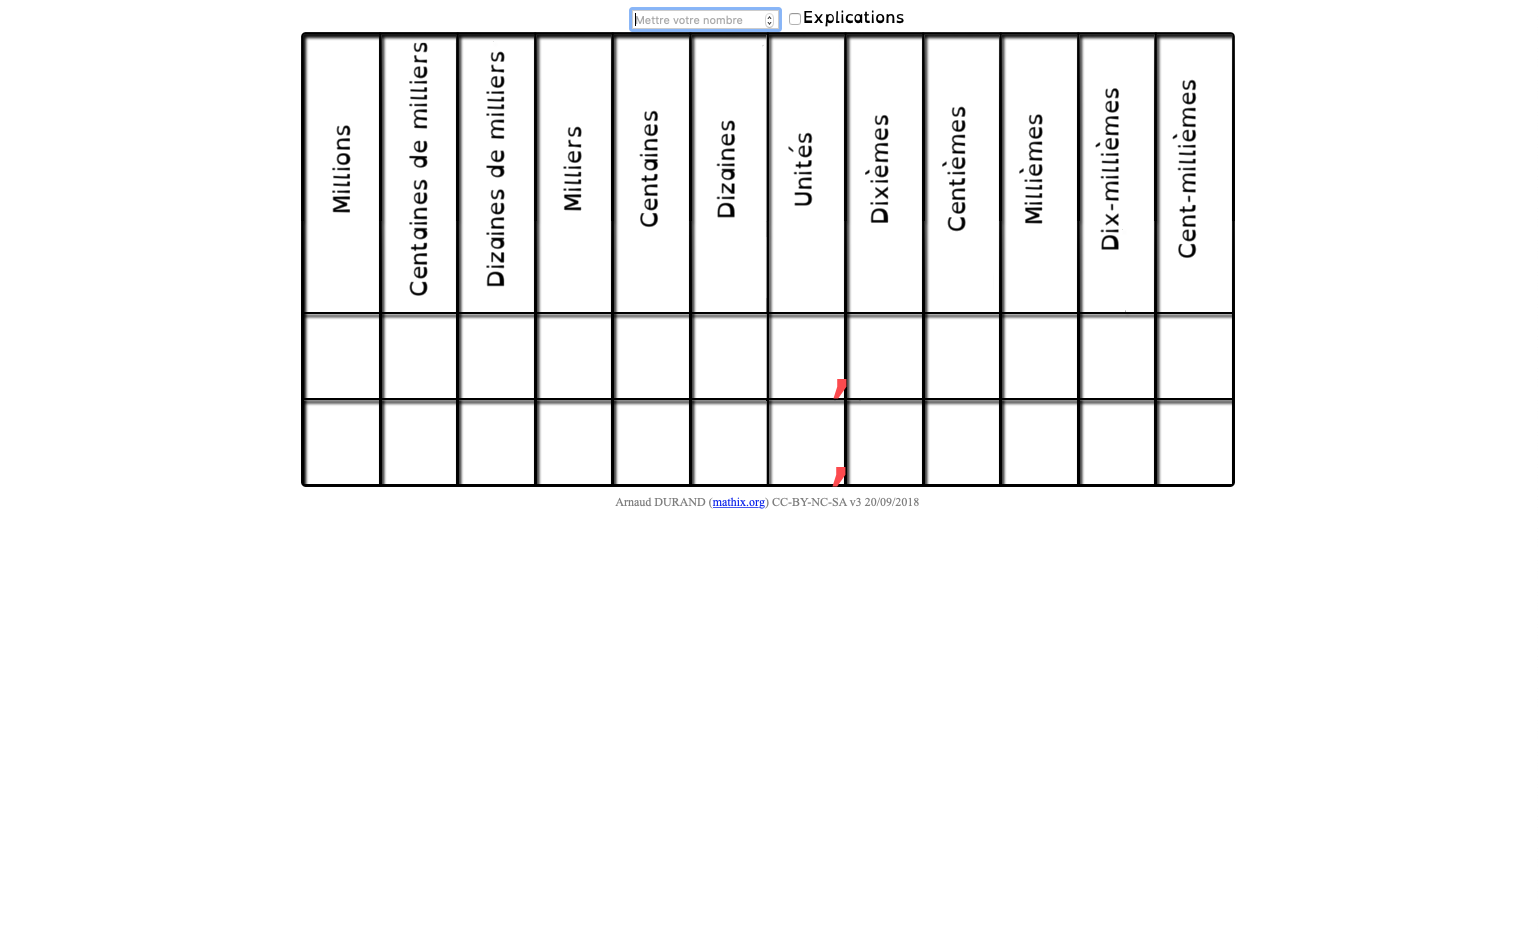 Mettre votre nombre Explications
Millions
Centaines de milliers
Dizaines de milliers
Milliers
Centaines
Dizaines
Unités
Dixièmes
Centièmes
Millièmes
Dix-millièmes
Cent-millièmes
,
,
Arnaud DURAND (mathix.org) CC-BY-NC-SA v3 20/09/2018